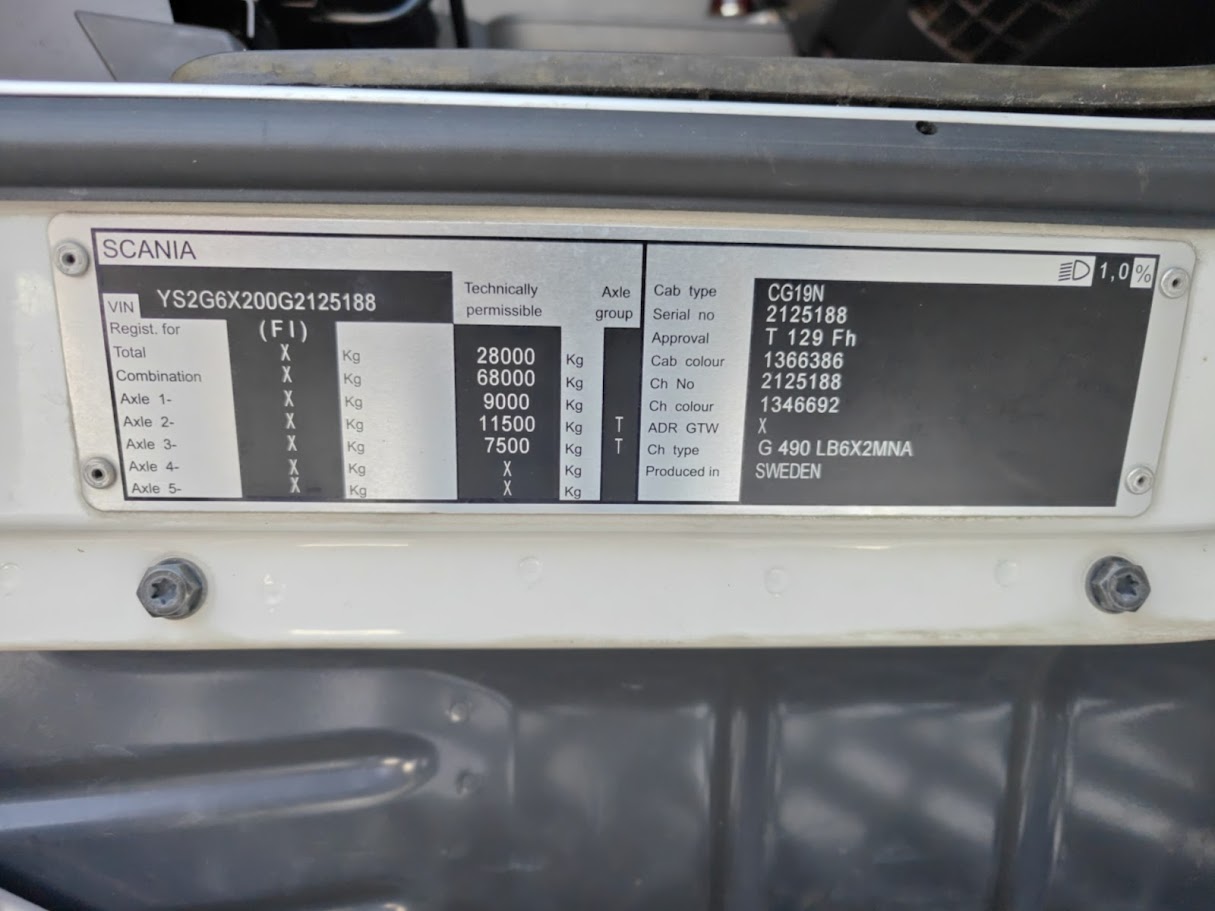 SCANIA
1,0 %
VIN YS2G6X200G2125188
Technically permissible
Axle group
Regist. for (FI)
Total X Kg 28000 Kg
Combination X Kg 68000 Kg
Axle 1- X Kg 9000 Kg
Axle 2- X Kg 11500 Kg T
Axle 3- X Kg 7500 Kg T
Axle 4- X Kg X Kg
Axle 5- X Kg X Kg
Cab type CG19N
Serial no 2125188
Approval T 129 Fh
Cab colour 1366386
Ch No 2125188
Ch colour 1346692
ADR GTW X
Ch type G 490 LB6X2MNA
Produced in SWEDEN